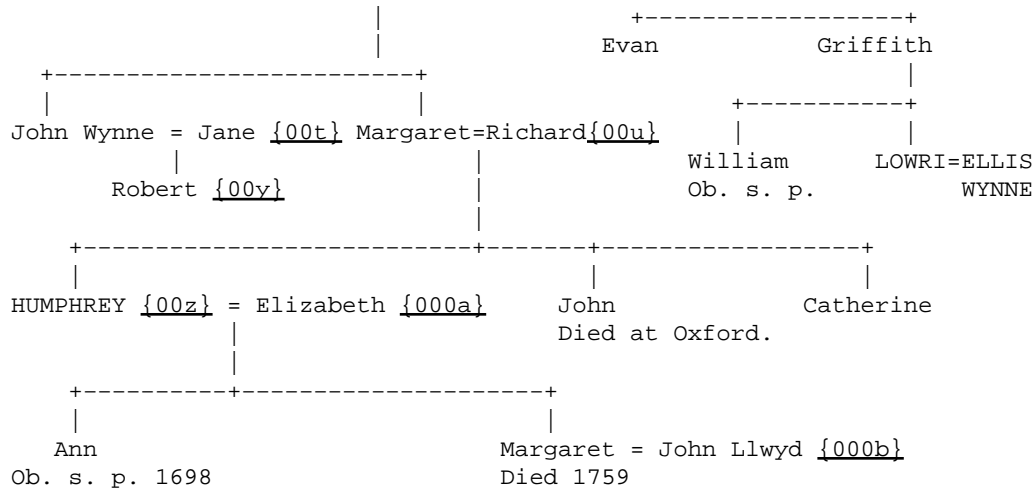 |                     +------------------+
                                |                   Evan           Griffith
   +------------------------+                                |
   |                        |                    +-----------+
John Wynne = Jane {00t} Margaret=Richard{00u}     |           |
           |                    |             William     LOWRI=ELLIS
       Robert {00y}             |             Ob. s. p.         WYNNE
                                |
     +--------------------------+-------+------------------+
     |                                  |                  |
HUMPHREY {00z} = Elizabeth {000a}     John             Catherine
               |                      Died at Oxford.
               |
     +----------+--------------------+
     |                               |
    Ann                           Margaret = John Llwyd {000b}
Ob. s. p. 1698                    Died 1759